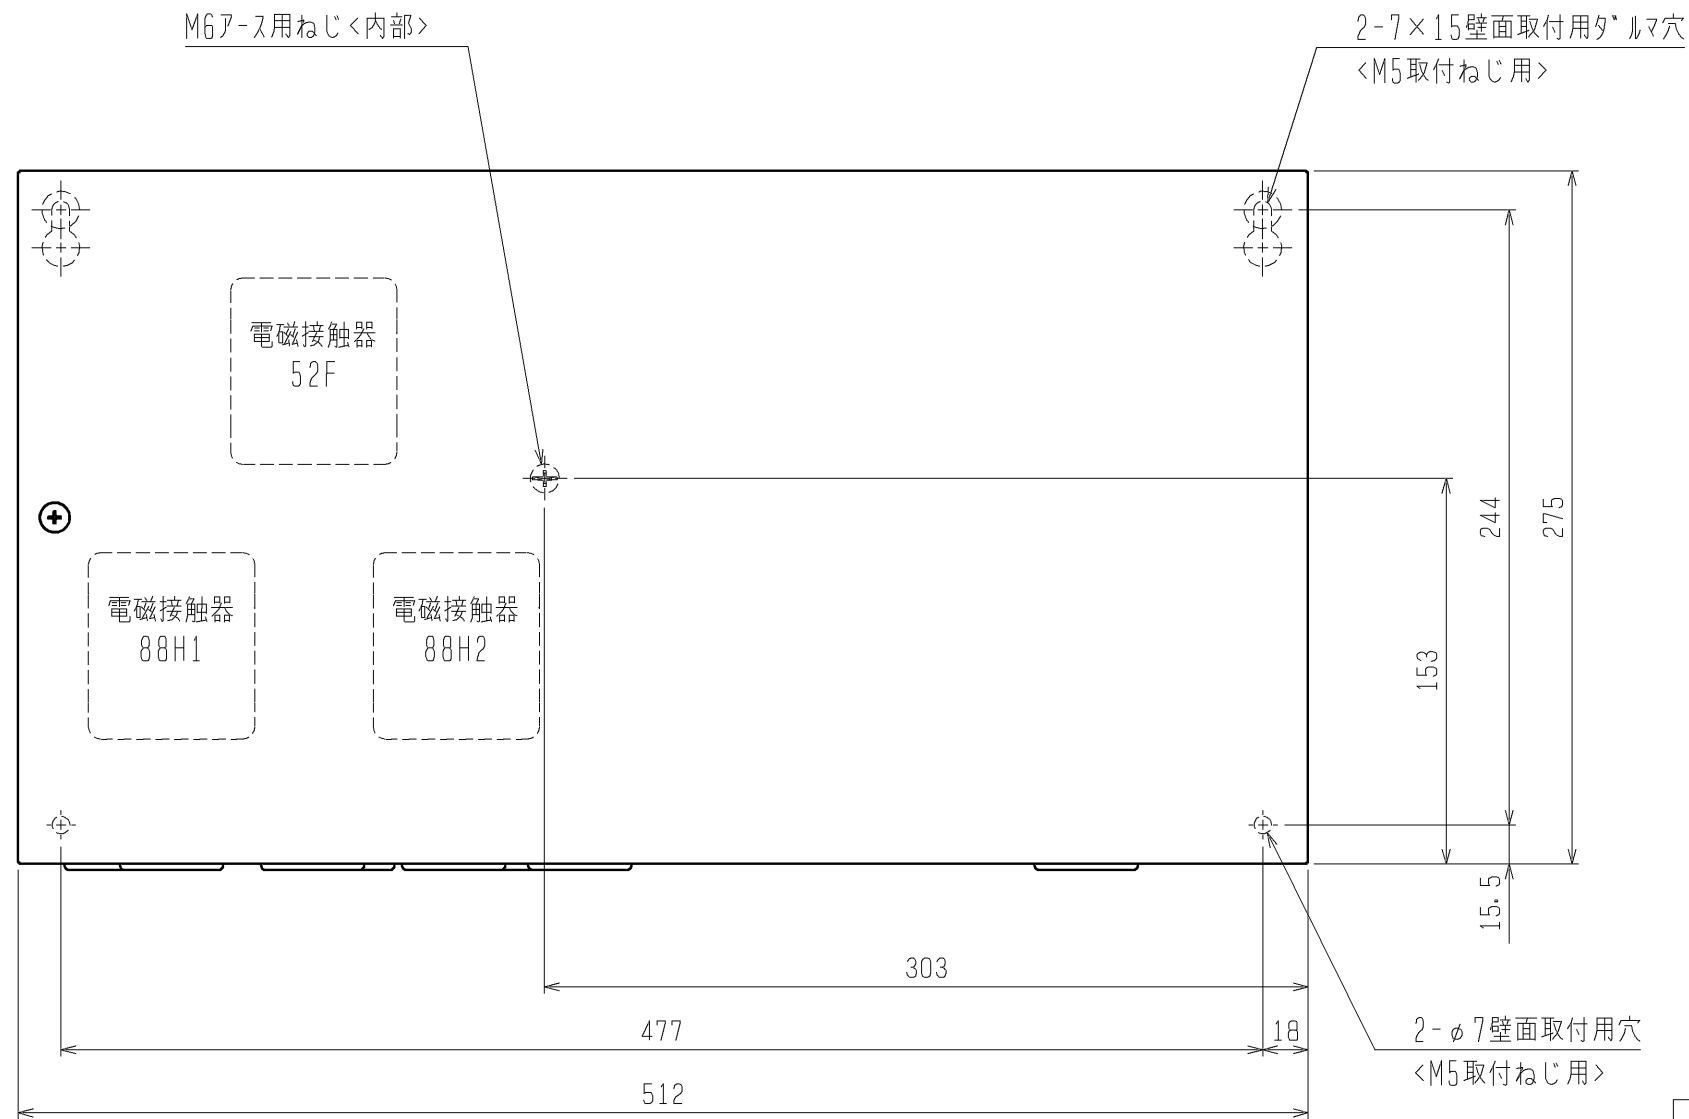 M6アース用ねじ<内部>
2-7×15壁面取付用ダルマ穴
<M5取付ねじ用>
電磁接触器
52F
電磁接触器
88H1
電磁接触器
88H2
153
244
275
15.5
303
477
18
512
2-φ7壁面取付用穴
<M5取付ねじ用>